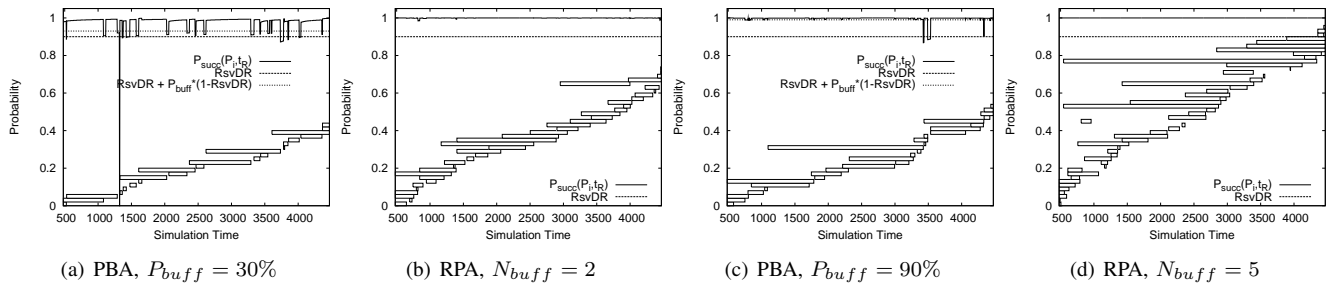 1
0.8
0.6
0.4
0.2
0
Probability
500 1000 1500 2000 2500 3000 3500 4000
Simulation Time
P_succ(P_i,t_R)
RsvDR
RsvDR + P_buff*(1-RsvDR)
(a) PBA, P_buff = 30%
1
0.8
0.6
0.4
0.2
0
Probability
500 1000 1500 2000 2500 3000 3500 4000
Simulation Time
P_succ(P_i,t_R)
RsvDR
(b) RPA, N_buff = 2
1
0.8
0.6
0.4
0.2
0
Probability
500 1000 1500 2000 2500 3000 3500 4000
Simulation Time
P_succ(P_i,t_R)
RsvDR
RsvDR + P_buff*(1-RsvDR)
(c) PBA, P_buff = 90%
1
0.8
0.6
0.4
0.2
0
Probability
500 1000 1500 2000 2500 3000 3500 4000
Simulation Time
P_succ(P_i,t_R)
RsvDR
(d) RPA, N_buff = 5